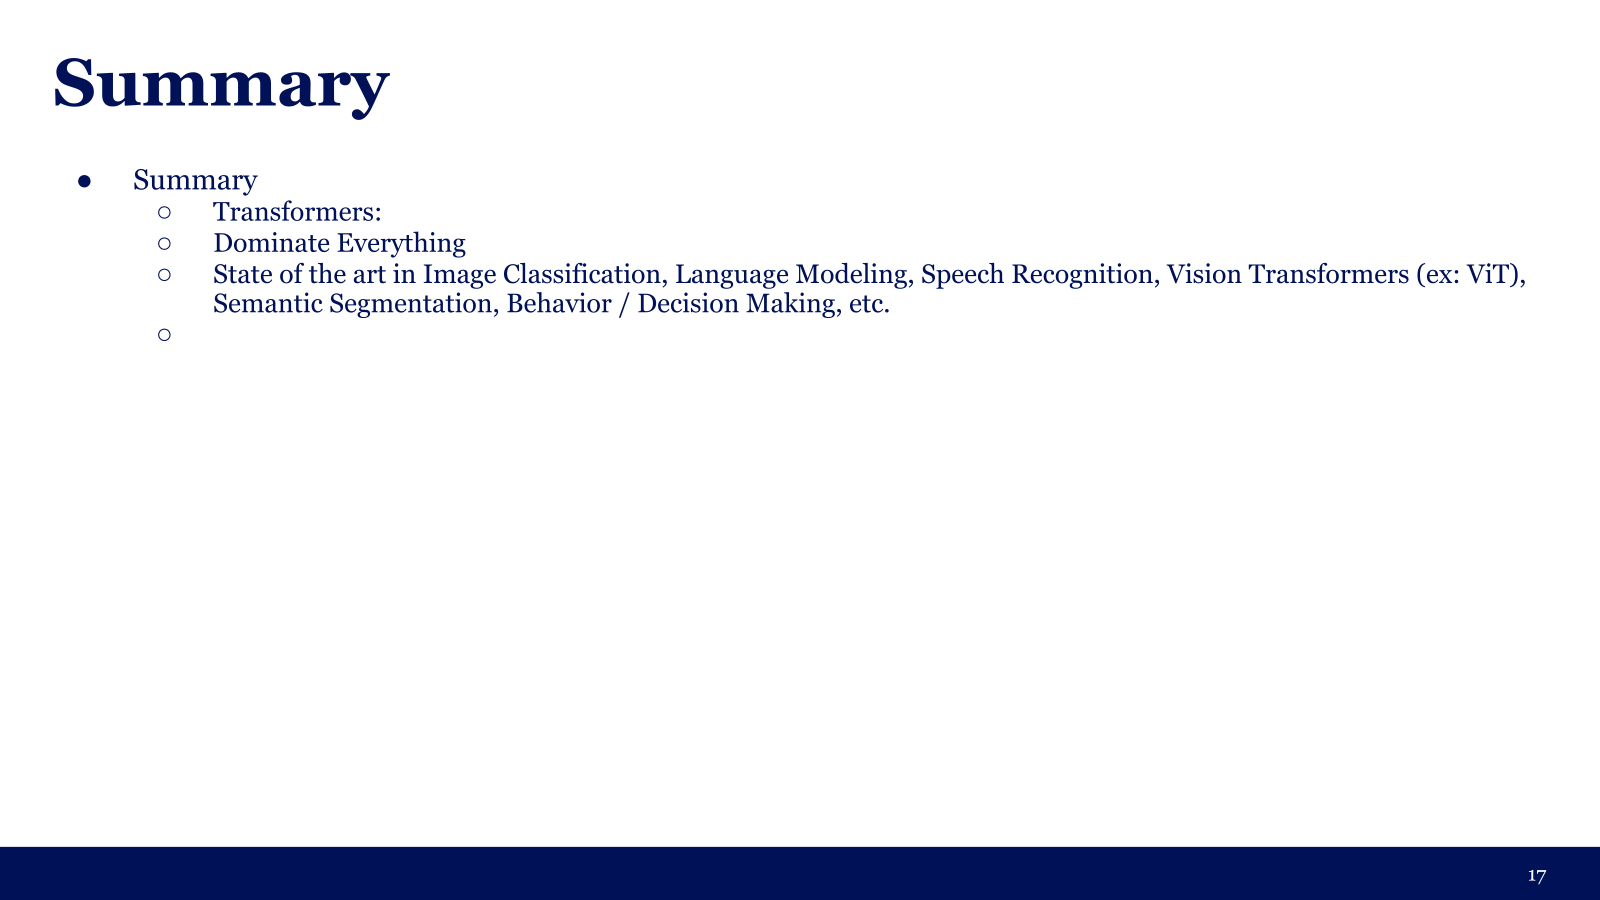 Summary
● Summary
○ Transformers:
○ Dominate Everything
○ State of the art in Image Classification, Language Modeling, Speech Recognition, Vision Transformers (ex: ViT),
Semantic Segmentation, Behavior / Decision Making, etc.
○
17